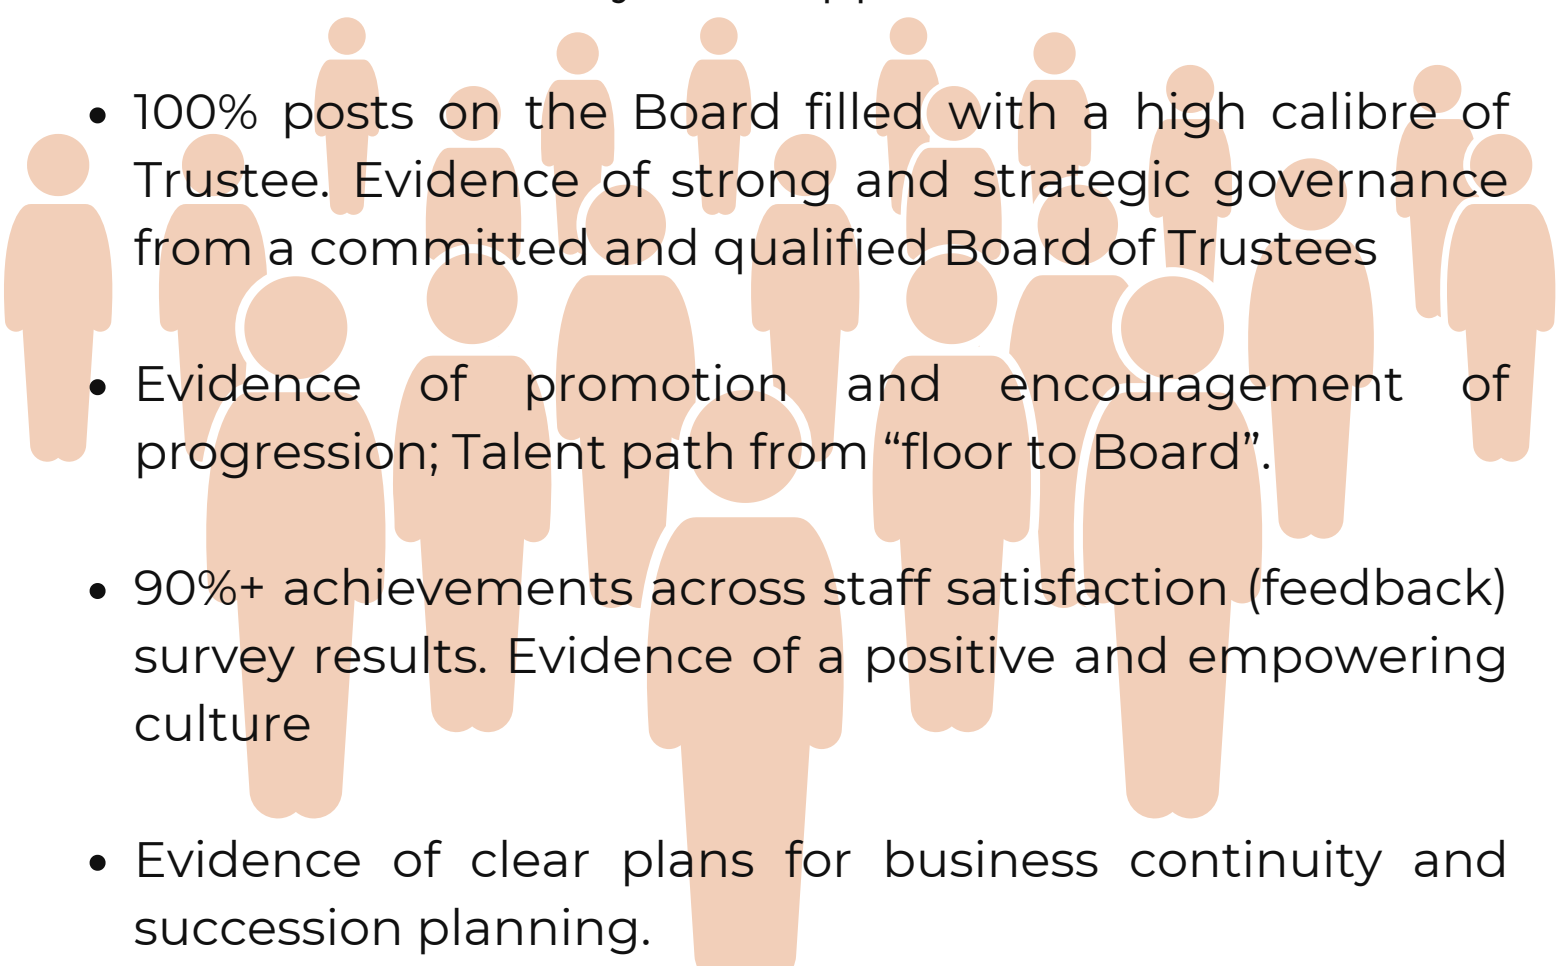 • 100% posts on the Board filled with a high calibre of
Trustee. Evidence of strong and strategic governance
from a committed and qualified Board of Trustees
• Evidence of promotion and encouragement of
progression; Talent path from “floor to Board”.
• 90%+ achievements across staff satisfaction (feedback)
survey results. Evidence of a positive and empowering
culture
• Evidence of clear plans for business continuity and
succession planning.